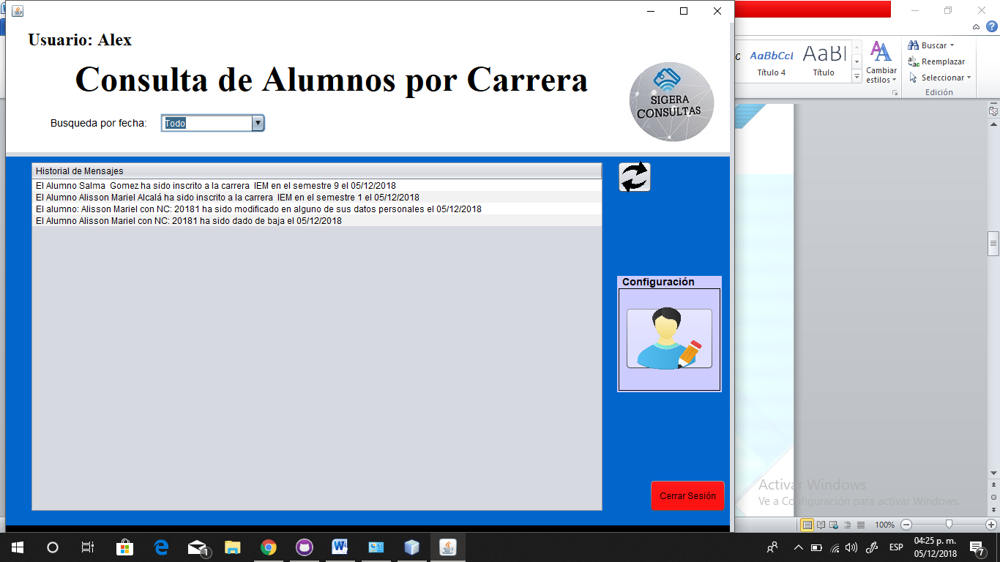 Usuario: Alex
Consulta de Alumnos por Carrera
SIGERA
CONSULTAS
Busqueda por fecha: Todo
Historial de Mensajes
El Alumno Salma  Gomez ha sido inscrito a la carrera  IEM en el semestre 9 el 05/12/2018
El Alumno Alisson Mariel Alcalá ha sido inscrito a la carrera  IEM en el semestre 1 el 05/12/2018
El alumno: Alisson Mariel con NC: 20181 ha sido modificado en alguno de sus datos personales el 05/12/2018
El Alumno Alisson Mariel con NC: 20181 ha sido dado de baja el 05/12/2018
Configuración
Cerrar Sesión
AaBbCcI AaBI
Título 4 Título
Cambiar
estilos
Buscar
Reemplazar
Seleccionar
Edición
Activar Windows
Ve a Configuración para activar Windows.
100%
1
ESP
04:25 p. m.
05/12/2018
7